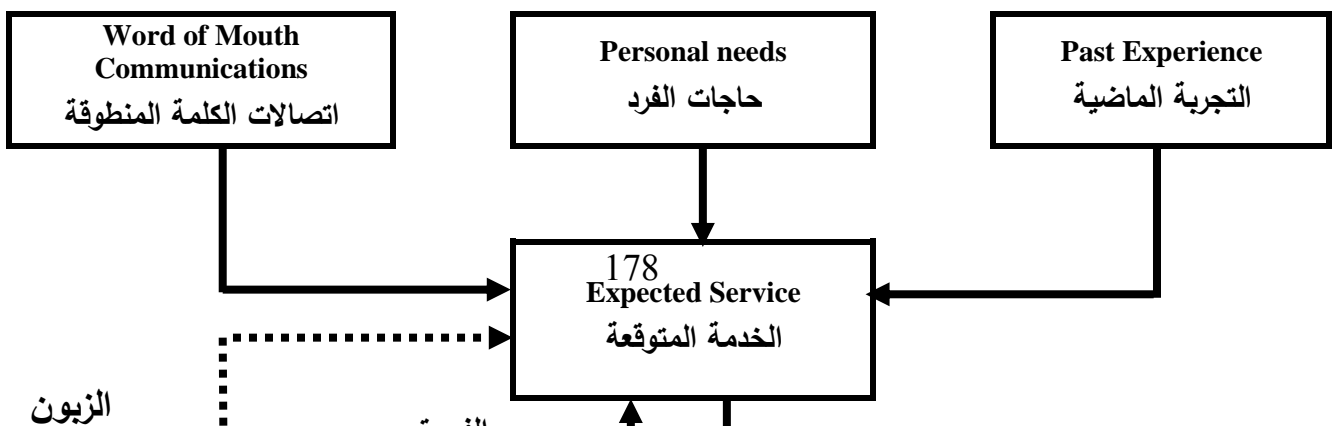 Word of Mouth
Communications
اتصالات الكلمة المنطوقة
Personal needs
حاجات الفرد
Past Experience
التجربة الماضية
178
Expected Service
الخدمة المتوقعة
الزبون